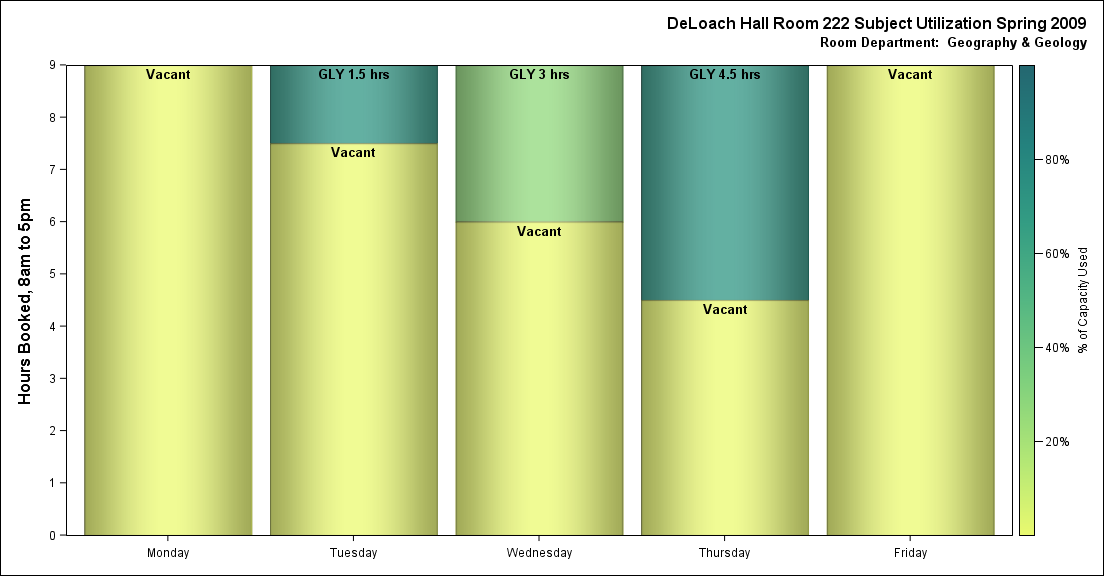 DeLoach Hall Room 222 Subject Utilization Spring 2009
Room Department:  Geography & Geology
Hours Booked, 8am to 5pm
9
8
7
6
5
4
3
2
1
0
Vacant
GLY 1.5 hrs
Vacant
GLY 3 hrs
Vacant
GLY 4.5 hrs
Vacant
Vacant
Monday
Tuesday
Wednesday
Thursday
Friday
80%
60%
40%
20%
% of Capacity Used